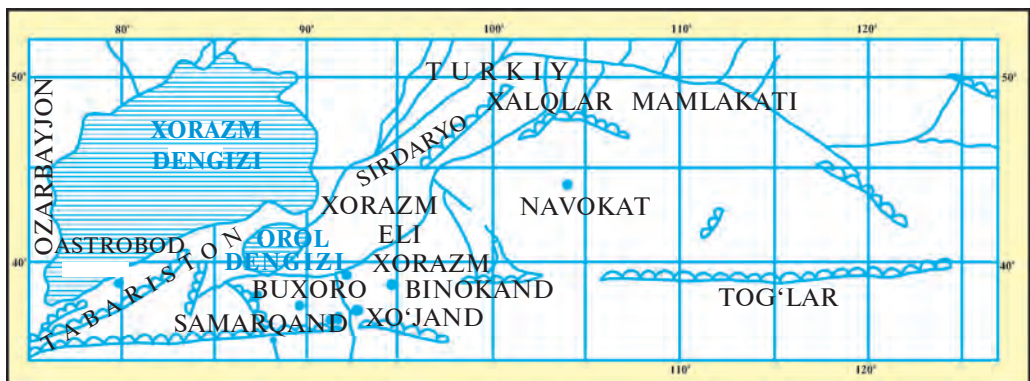 80° 90° 100° 110° 120°
50° 50°
TURKIY
XALQLAR MAMLAKATI
XORAZM
DENGIZI
OZARBAYJON
SIRDARYO
NAVOKAT
XORAZM
ELI
OROL
DENGIZI
ASTROBOD
TABARISTON
XORAZM
40° 40°
BUXORO
BINOKAND
TOG‘LAR
SAMARQAND
XO‘JAND
110° 120°